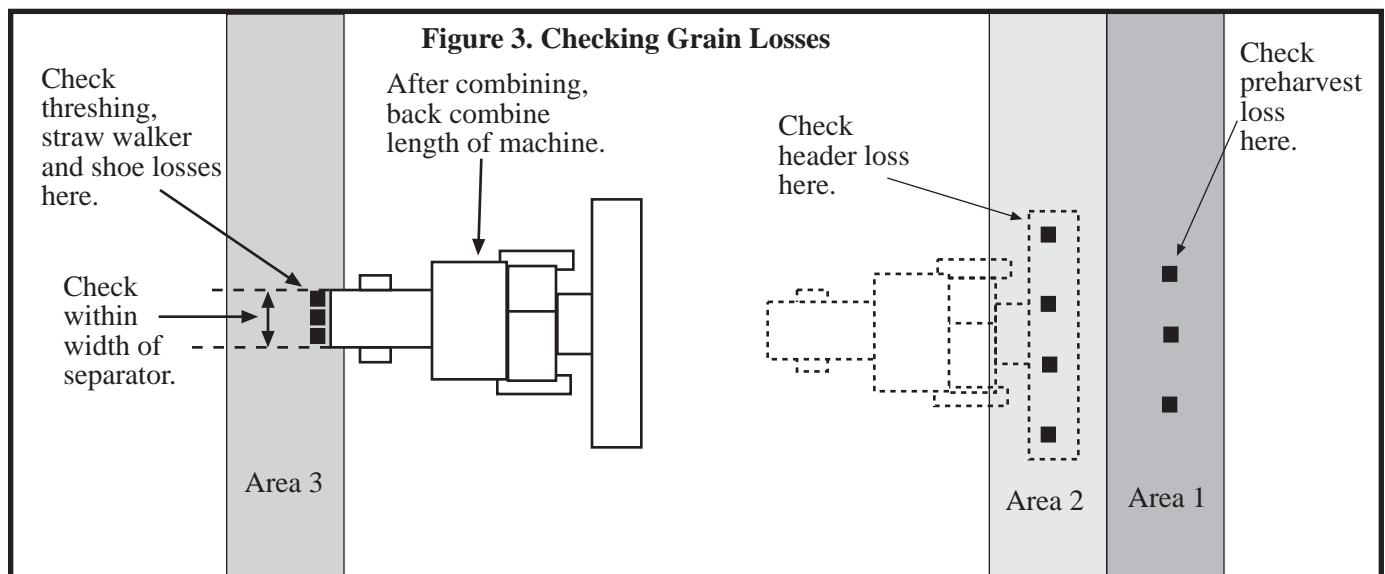 Figure 3. Checking Grain Losses
Check
threshing,
straw walker
and shoe losses
here.
After combining,
back combine
length of machine.
Check
header loss
here.
Check
preharvest
loss
here.
Check
within
width of
separator.
Area 3
Area 2
Area 1